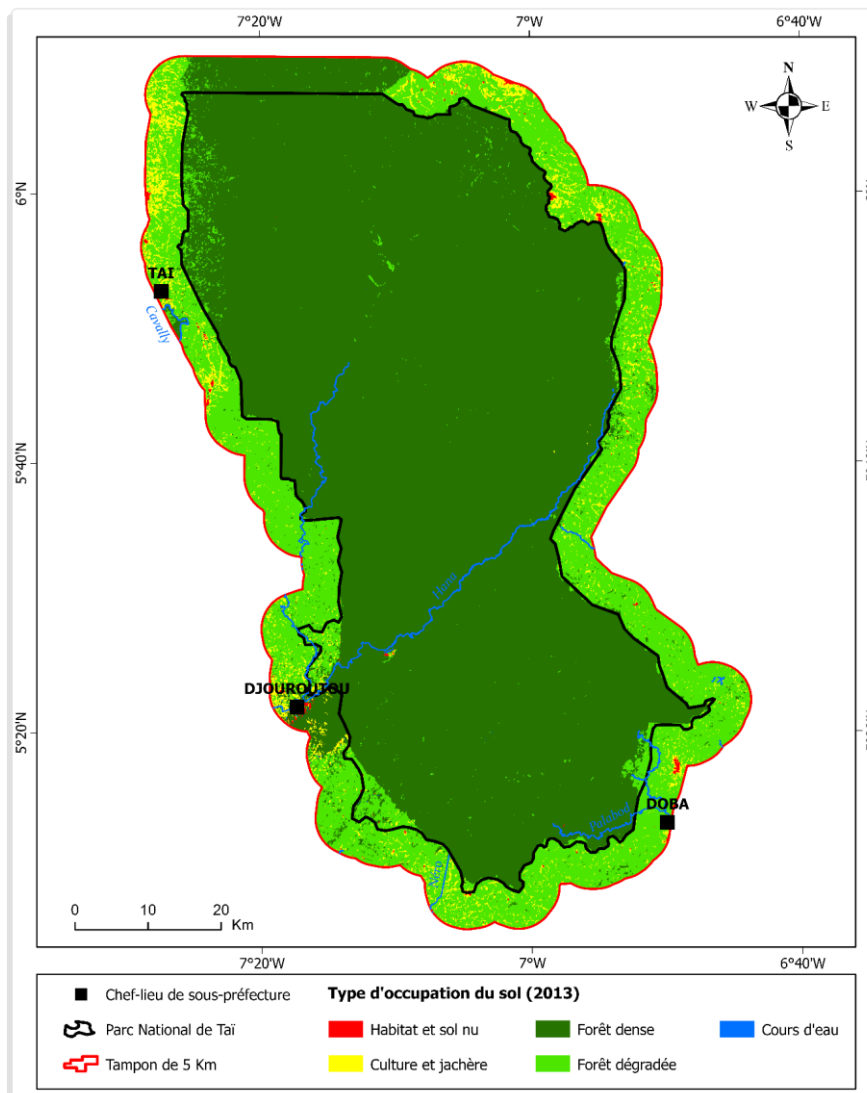 7°20'W 7°W 6°40'W
N
W E
S
6°N
TAI
Cavally
5°40'N
Hana
DJOUROUTOU
5°20'N
DOBA
0 10 20
Km
7°20'W 7°W 6°40'W
Chef-lieu de sous-préfecture
Parc National de Taï
Tampon de 5 Km
Type d'occupation du sol (2013)
Habitat et sol nu
Culture et jachère
Forêt dense
Forêt dégradée
Cours d'eau